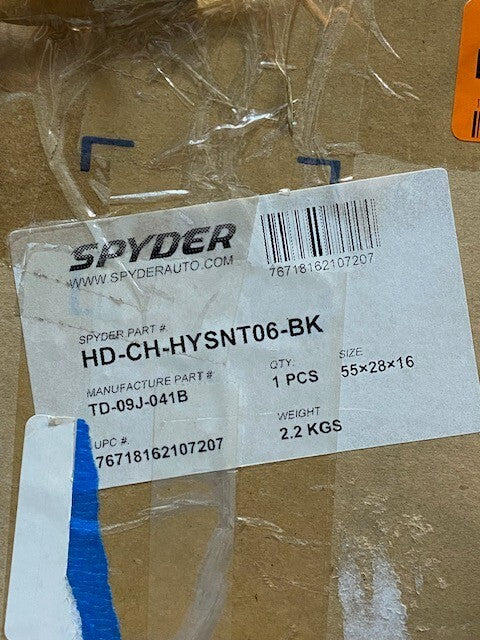 SPYDER
WWW.SPYDERAUTO.COM
76718162107207
SPYDER PART #.
HD-CH-HYSNT06-BK
MANUFACTURE PART #
TD-09J-041B
QTY.
1 PCS
SIZE
55×28×16
UPC #.
76718162107207
WEIGHT
2.2 KGS